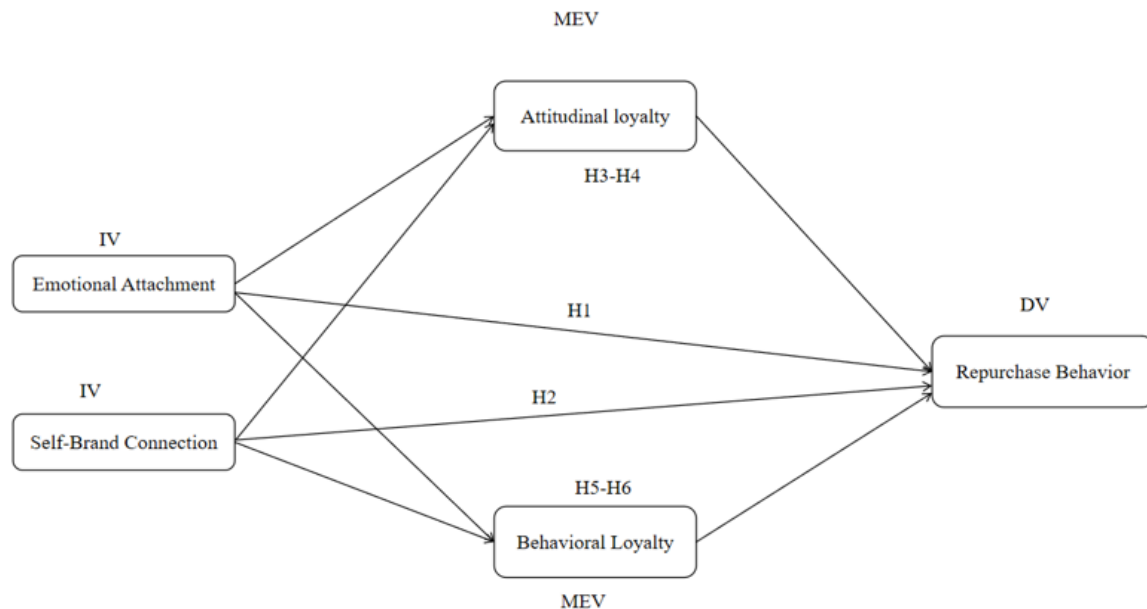 MEV
Attitudinal loyalty
H3-H4
IV
Emotional Attachment
H1
DV
Repurchase Behavior
IV
H2
Self-Brand Connection
H5-H6
Behavioral Loyalty
MEV